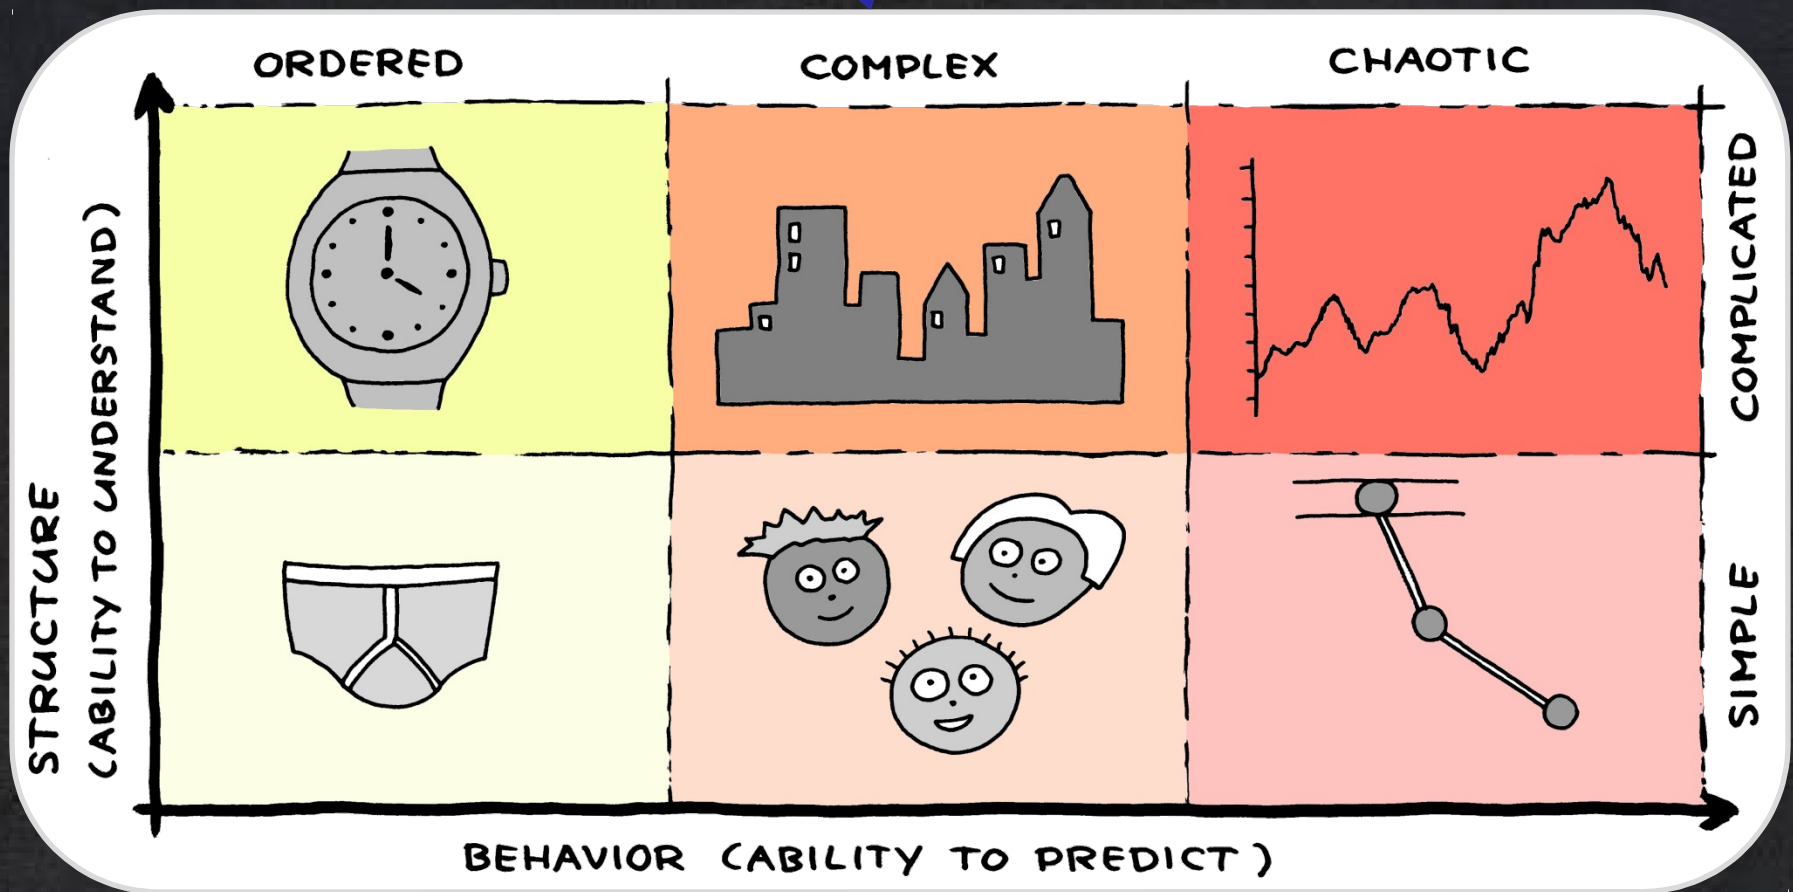 ORDERED
COMPLEX
CHAOTIC
STRUCTURE
(ABILITY TO UNDERSTAND)
COMPLICATED
SIMPLE
BEHAVIOR (ABILITY TO PREDICT)